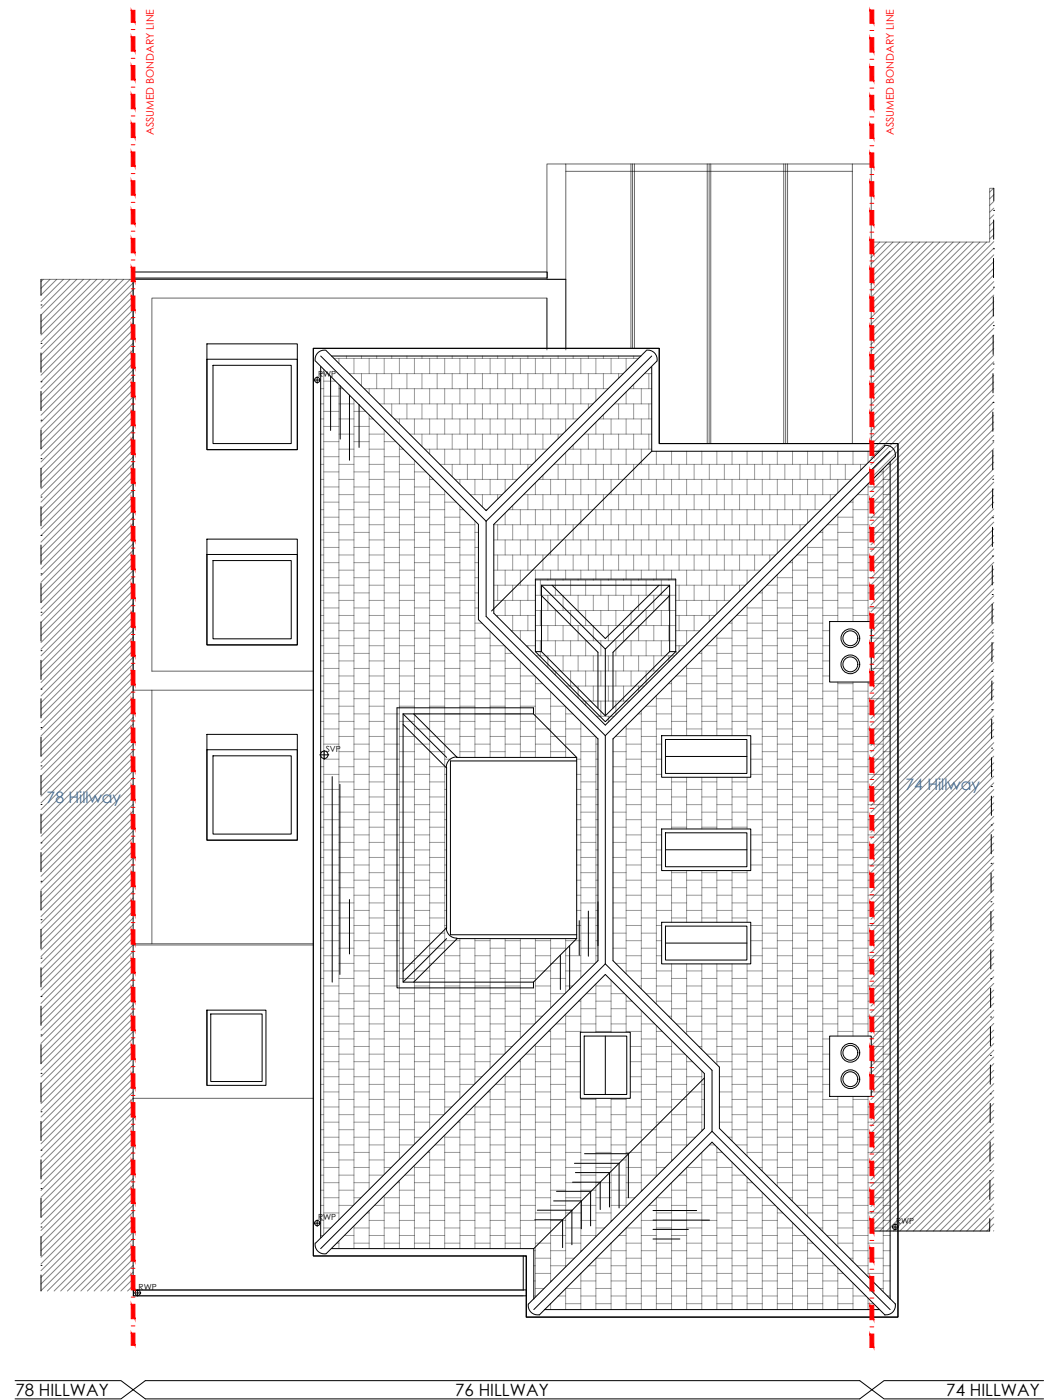 ASSUMED BONDARY LINE
ASSUMED BONDARY LINE
RWP
SVP
74 Hillway
78 Hillway
RWP
RWP
RWP
78 HILLWAY
76 HILLWAY
74 HILLWAY